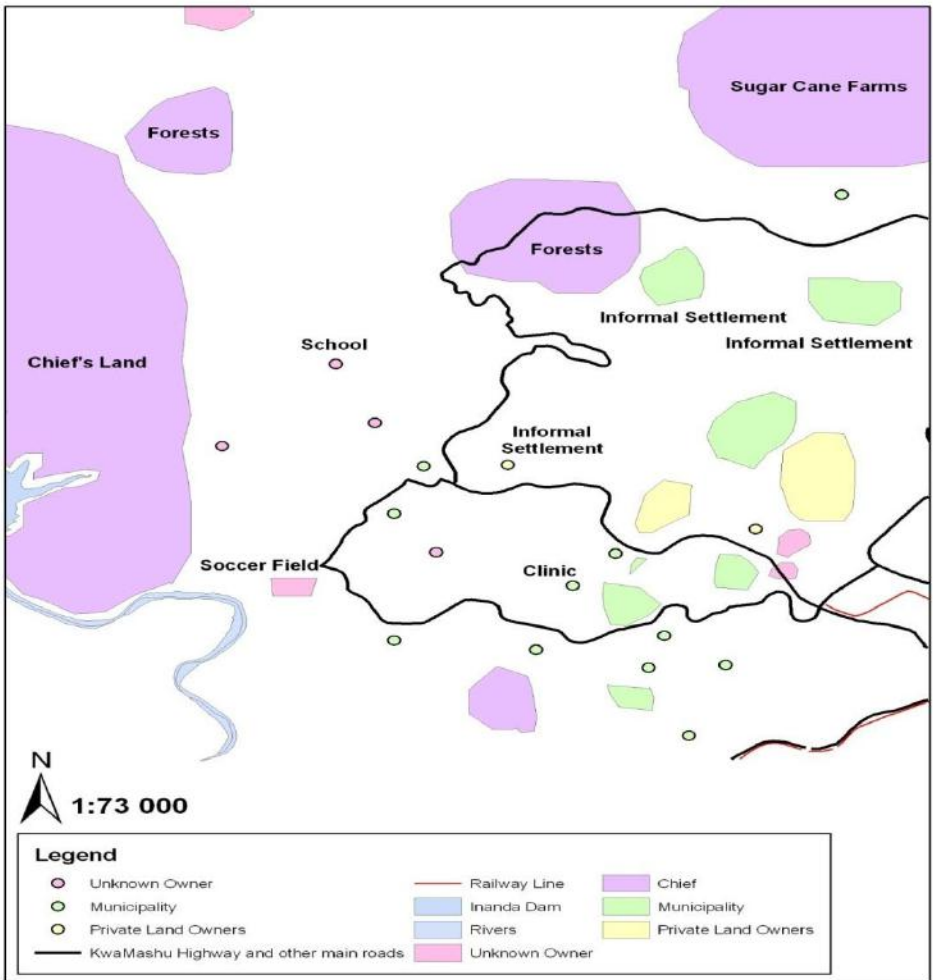 Sugar Cane Farms
Forests
Forests
Informal Settlement
Informal Settlement
School
Chief's Land
Informal
Settlement
Soccer Field
Clinic
N
1:73 000
Legend
Unknown Owner
Municipality
Private Land Owners
KwaMashu Highway and other main roads
Railway Line
Inanda Dam
Rivers
Unknown Owner
Chief
Municipality
Private Land Owners